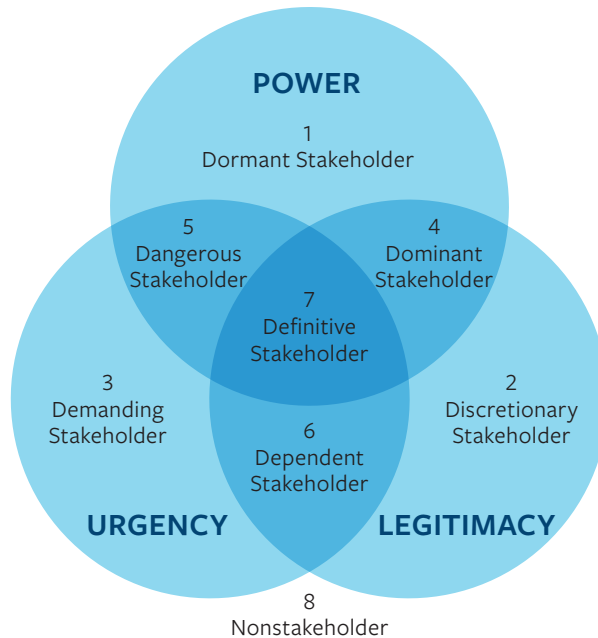 POWER
1
Dormant Stakeholder
5
Dangerous
Stakeholder
4
Dominant
Stakeholder
7
Definitive
Stakeholder
3
Demanding
Stakeholder
2
Discretionary
Stakeholder
6
Dependent
Stakeholder
URGENCY
LEGITIMACY
8
Nonstakeholder